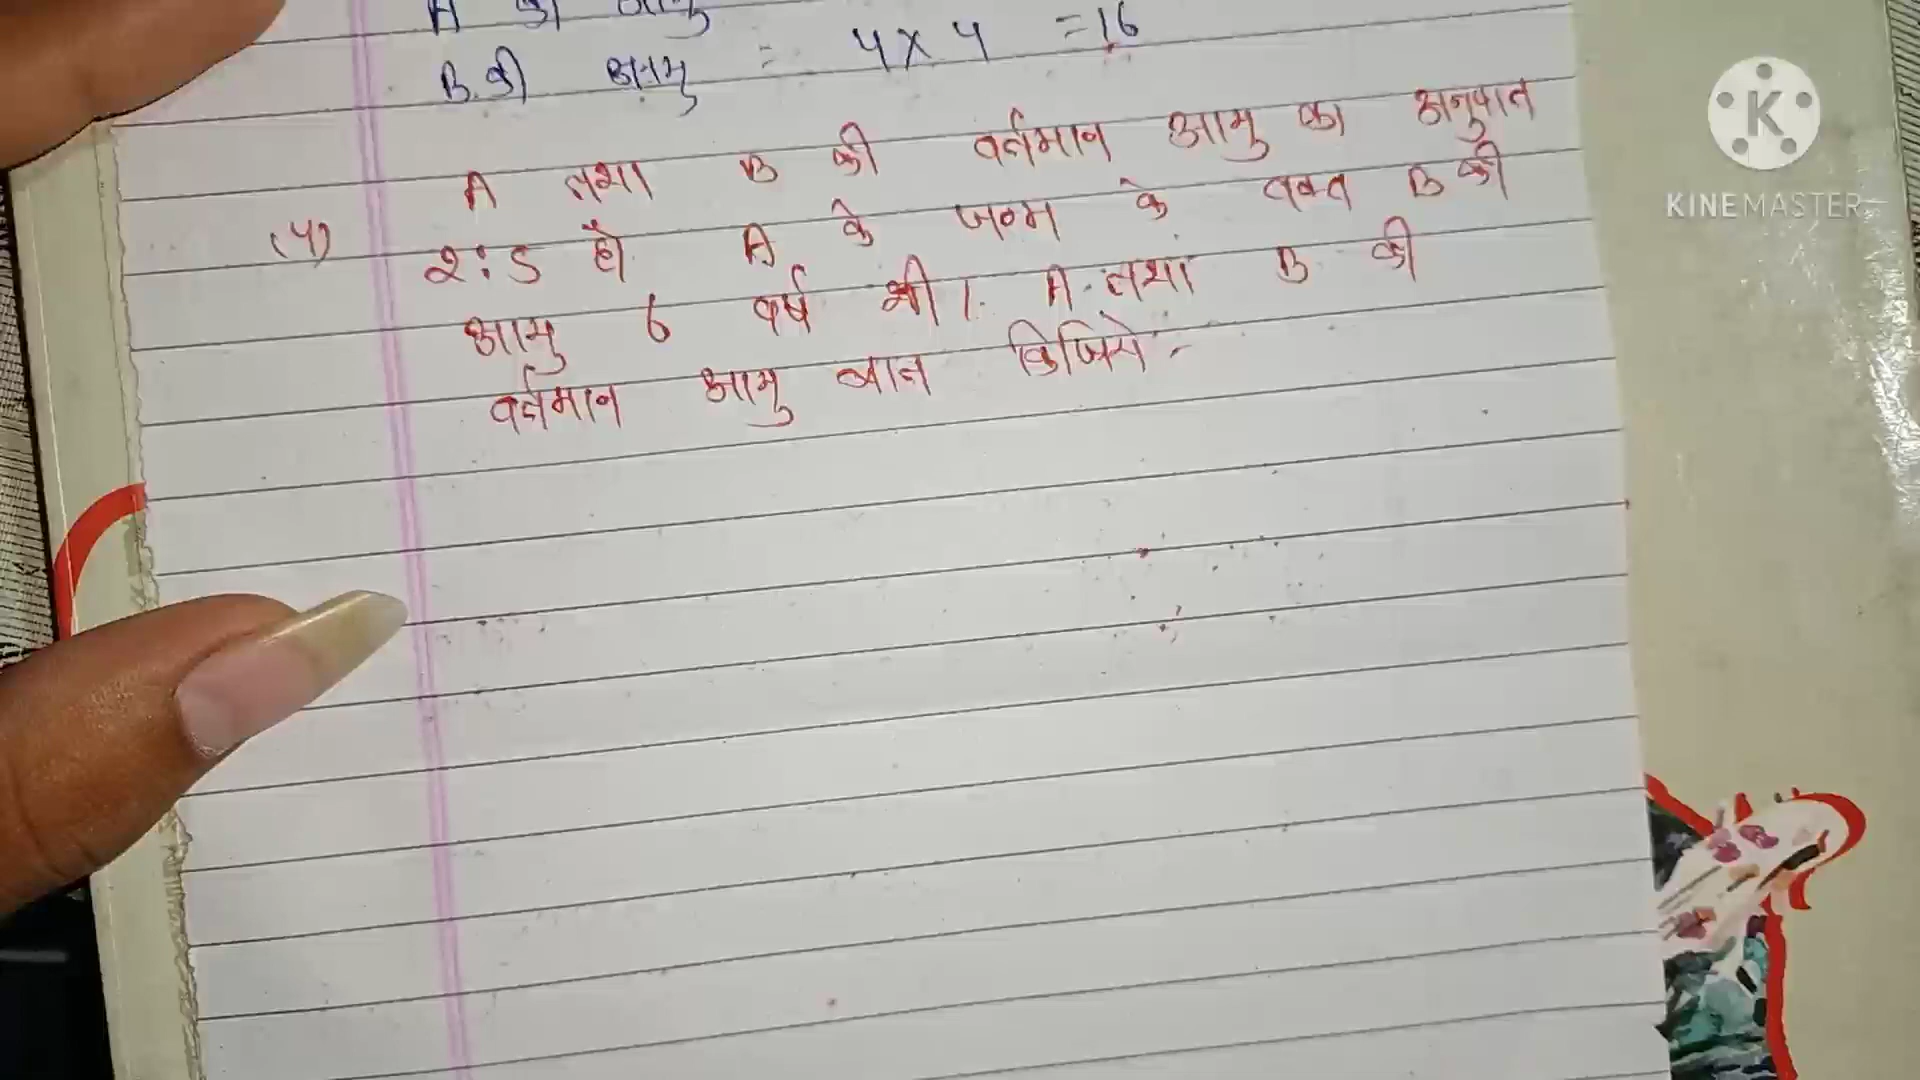 A की आयु
B. की आयु = 4 × 4 = 16
A तथा B की वर्तमान आयु का अनुपात
(4) 2:5 है A के जन्म के वक्त B की
आयु 6 वर्ष थी। A तथा B की
वर्तमान आयु ज्ञान किजिये -
K
KINEMASTER